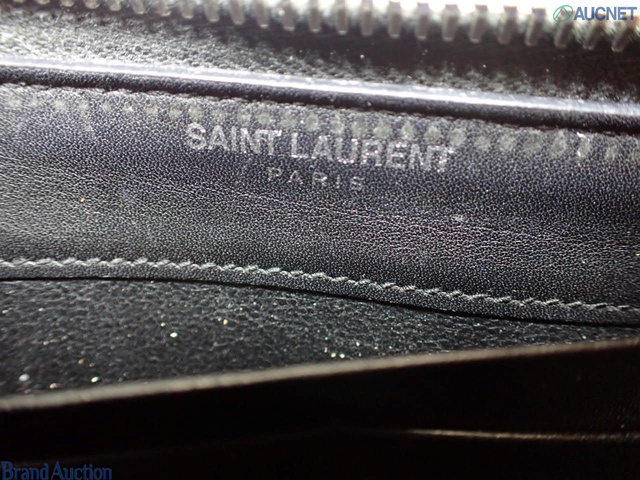 AUCNET
SAINT LAURENT
PARIS
Brand Auction